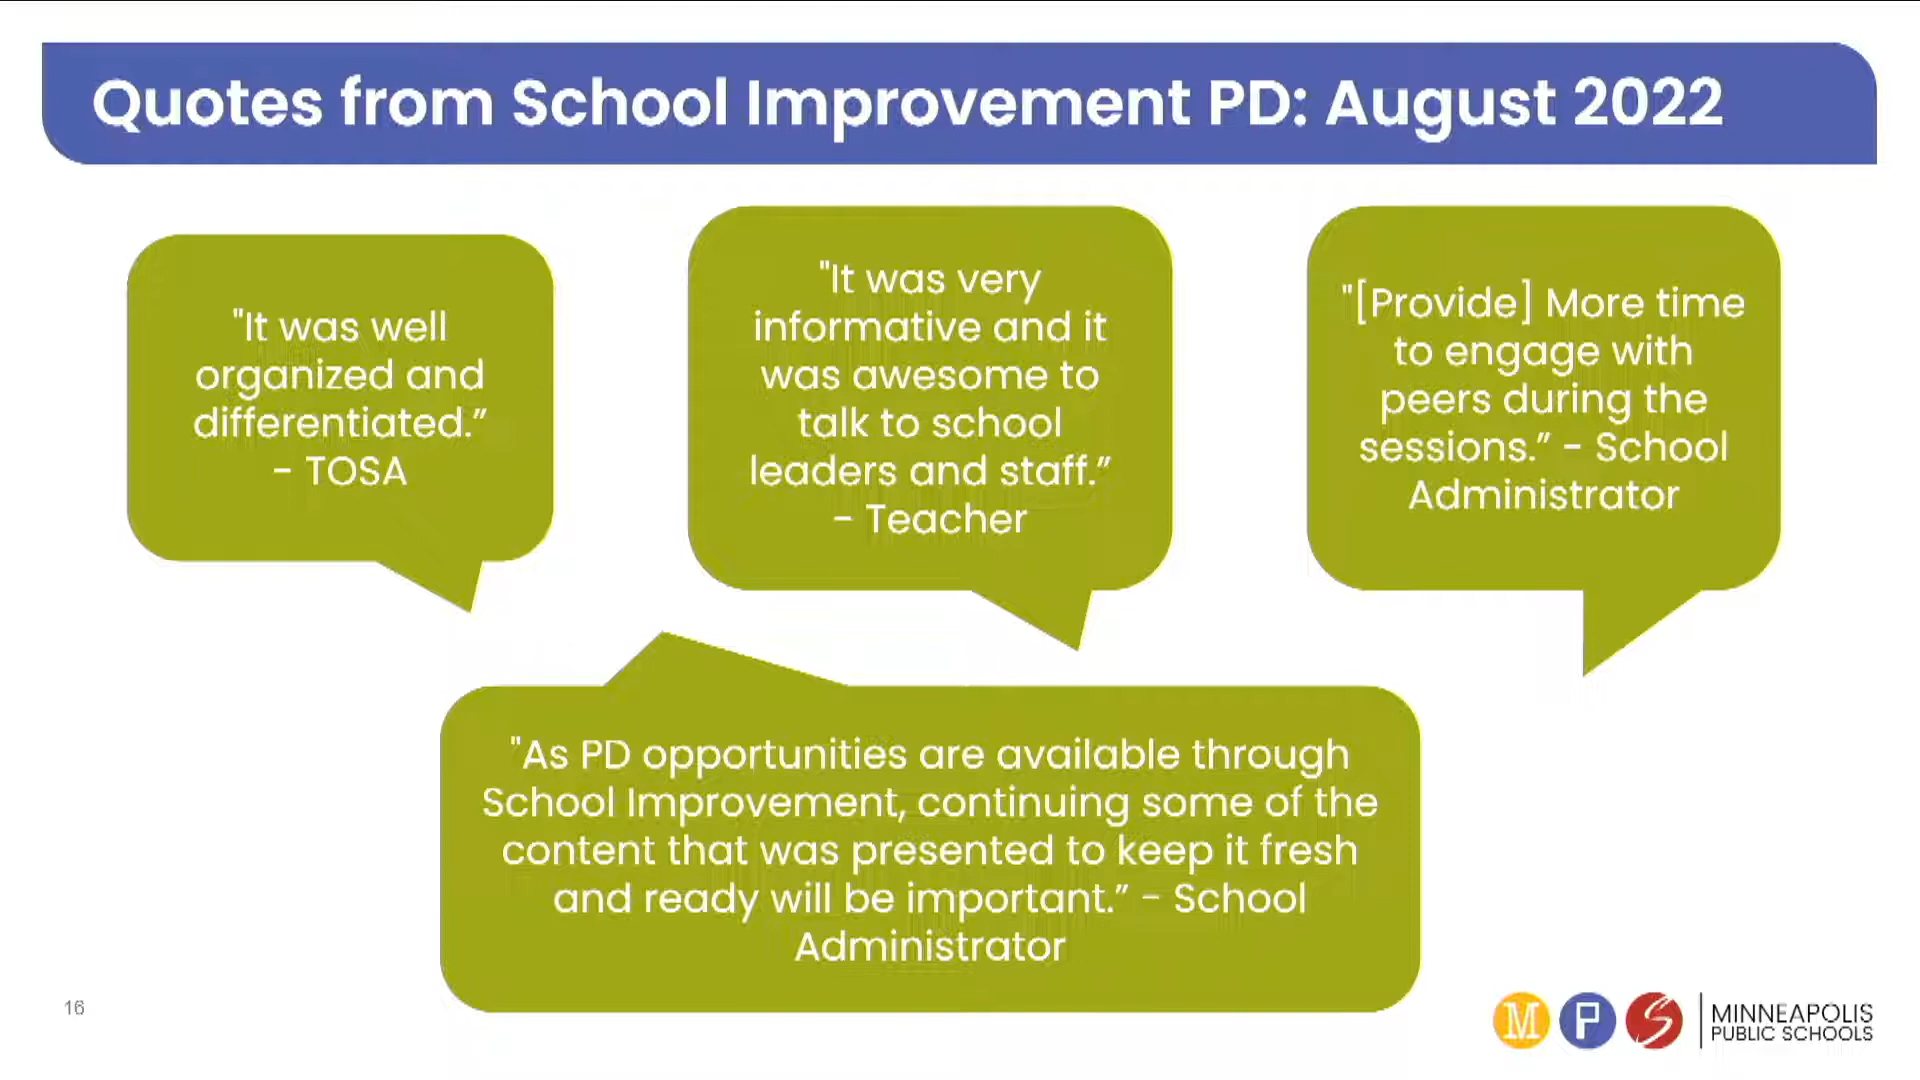 Quotes from School Improvement PD: August 2022
"It was well
organized and
differentiated.”
- TOSA
"It was very
informative and it
was awesome to
talk to school
leaders and staff.”
- Teacher
"[Provide] More time
to engage with
peers during the
sessions.” - School
Administrator
"As PD opportunities are available through
School Improvement, continuing some of the
content that was presented to keep it fresh
and ready will be important.” - School
Administrator
16
M P S
MINNEAPOLIS
PUBLIC SCHOOLS